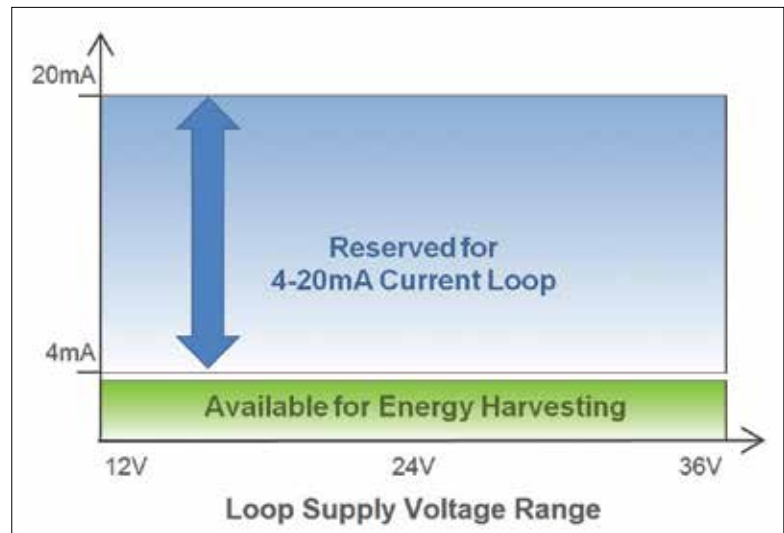 20mA
Reserved for
4-20mA Current Loop
4mA
Available for Energy Harvesting
12V 24V 36V
Loop Supply Voltage Range